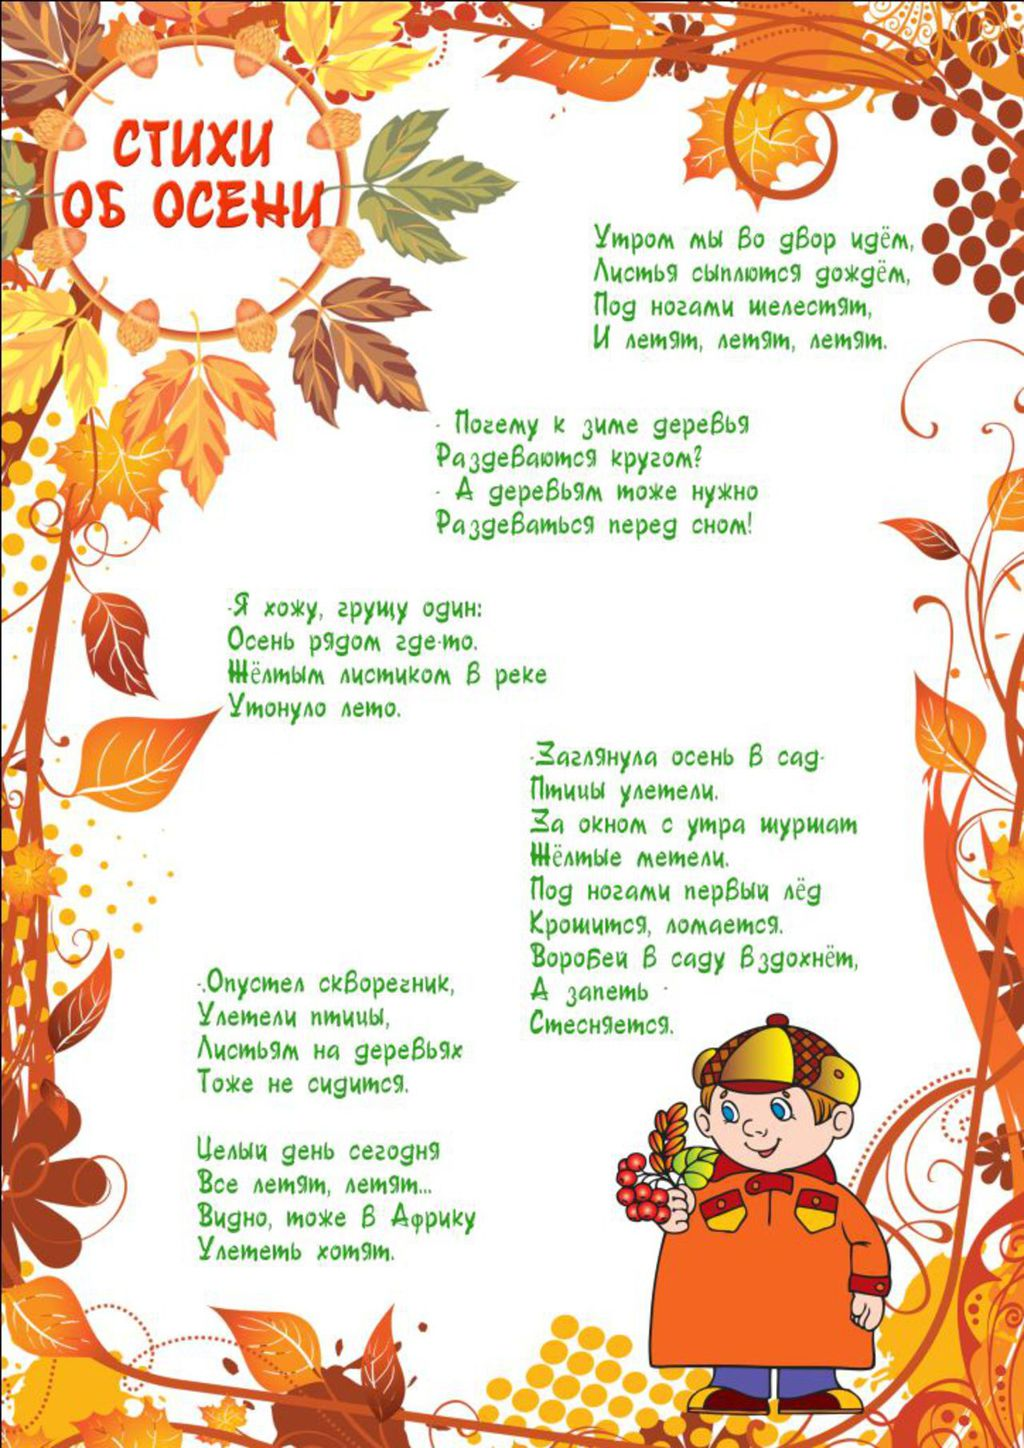 СТИХИ
ОБ ОСЕНИ
Утром мы во двор идём,
Листья сыплются дождём,
Под ногами шелестят,
И летят, летят, летят.
- Почему к зиме деревья
Раздеваются кругом?
- А деревьям тоже нужно
Раздеваться перед сном!
-Я хожу, грущу один:
Осень рядом где-то.
Жёлтым листиком в реке
Утонуло лето.
-Заглянула осень в сад-
Птицы улетели.
За окном с утра шуршат
Жёлтые метели.
Под ногами первый лёд
Крошится, ломается.
Воробей в саду вздохнёт,
А запеть -
Стесняется.
-.Опустел скворечник,
Улетели птицы,
Листьям на деревьях
Тоже не сидится.
Целый день сегодня
Все летят, летят...
Видно, тоже в Африку
Улететь хотят.